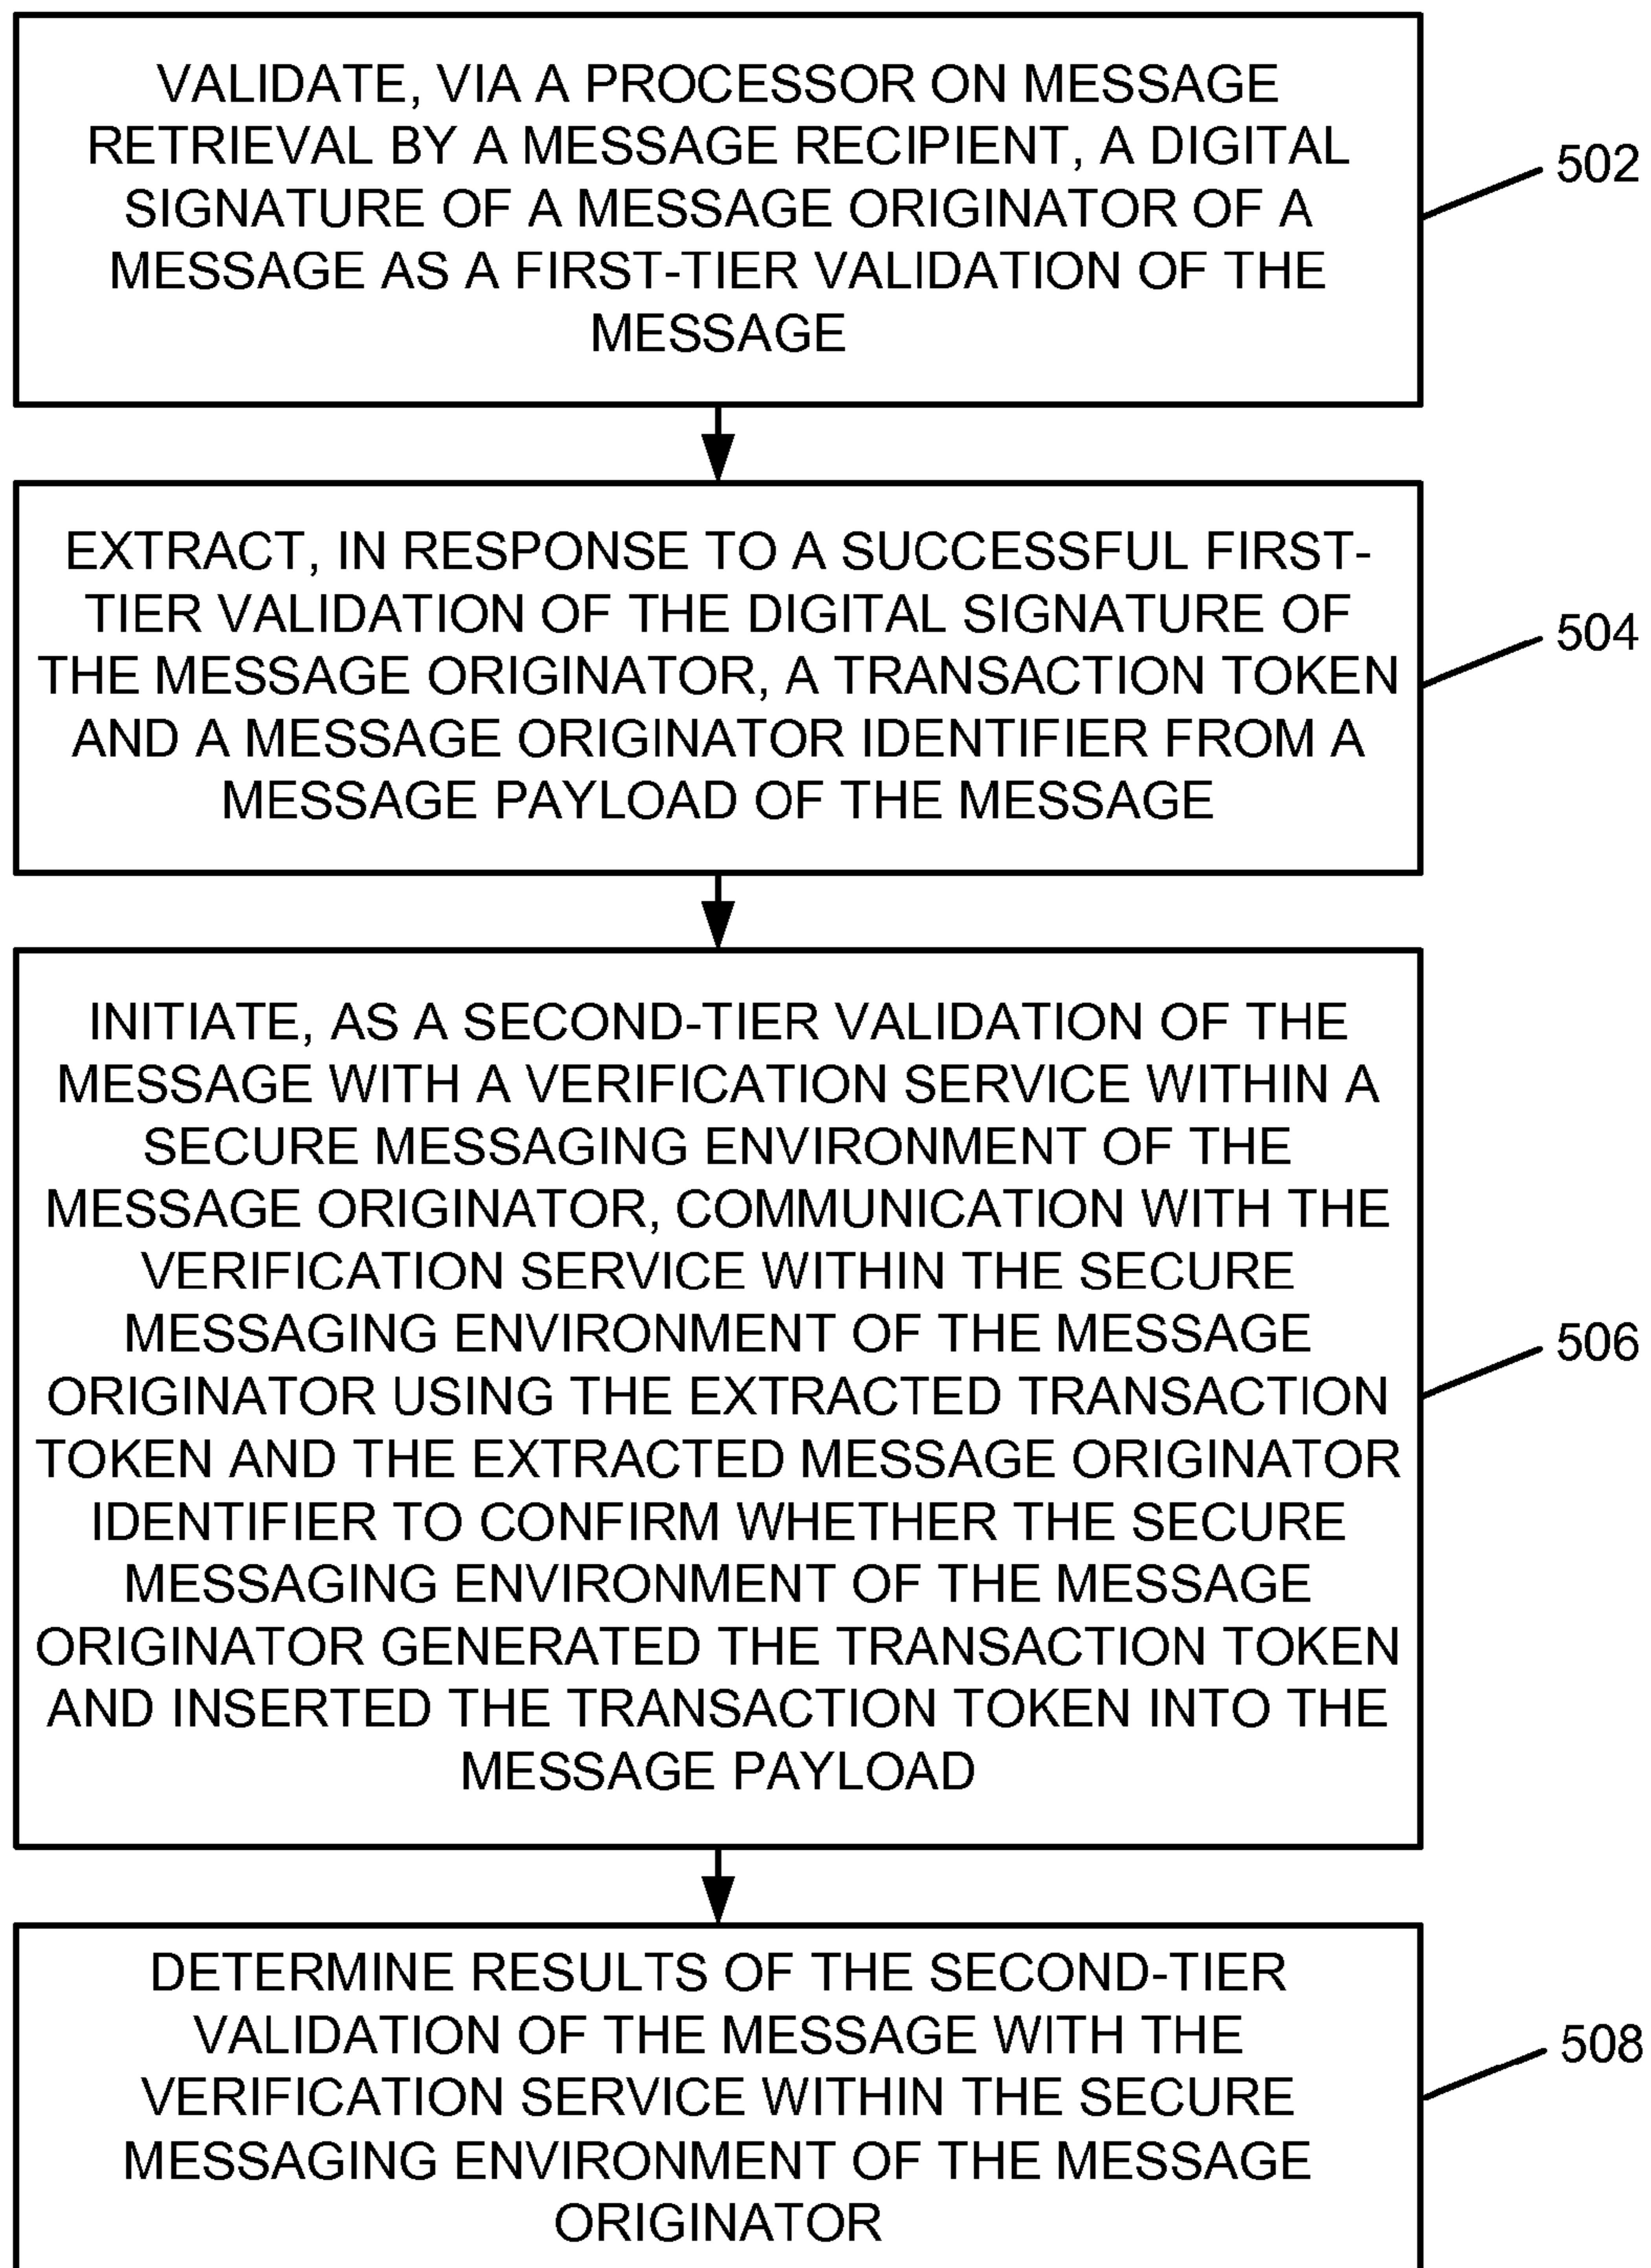 VALIDATE, VIA A PROCESSOR ON MESSAGE
RETRIEVAL BY A MESSAGE RECIPIENT, A DIGITAL
SIGNATURE OF A MESSAGE ORIGINATOR OF A
MESSAGE AS A FIRST-TIER VALIDATION OF THE
MESSAGE
502
EXTRACT, IN RESPONSE TO A SUCCESSFUL FIRST-
TIER VALIDATION OF THE DIGITAL SIGNATURE OF
THE MESSAGE ORIGINATOR, A TRANSACTION TOKEN
AND A MESSAGE ORIGINATOR IDENTIFIER FROM A
MESSAGE PAYLOAD OF THE MESSAGE
504
INITIATE, AS A SECOND-TIER VALIDATION OF THE
MESSAGE WITH A VERIFICATION SERVICE WITHIN A
SECURE MESSAGING ENVIRONMENT OF THE
MESSAGE ORIGINATOR, COMMUNICATION WITH THE
VERIFICATION SERVICE WITHIN THE SECURE
MESSAGING ENVIRONMENT OF THE MESSAGE
ORIGINATOR USING THE EXTRACTED TRANSACTION
TOKEN AND THE EXTRACTED MESSAGE ORIGINATOR
IDENTIFIER TO CONFIRM WHETHER THE SECURE
MESSAGING ENVIRONMENT OF THE MESSAGE
ORIGINATOR GENERATED THE TRANSACTION TOKEN
AND INSERTED THE TRANSACTION TOKEN INTO THE
MESSAGE PAYLOAD
506
DETERMINE RESULTS OF THE SECOND-TIER
VALIDATION OF THE MESSAGE WITH THE
VERIFICATION SERVICE WITHIN THE SECURE
MESSAGING ENVIRONMENT OF THE MESSAGE
ORIGINATOR
508